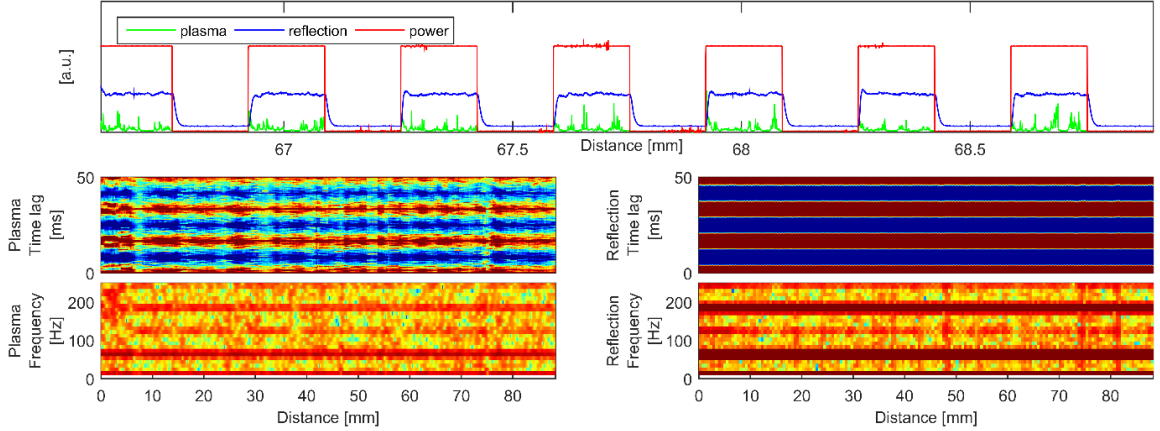 plasma reflection power
[a.u.]
67 67.5 68 68.5
Distance [mm]
Plasma
Time lag
[ms]
50
0
Reflection
Time lag
[ms]
50
0
Plasma
Frequency
[Hz]
200
100
0
0 10 20 30 40 50 60 70 80
Distance [mm]
Reflection
Frequency
[Hz]
200
100
0
0 10 20 30 40 50 60 70 80
Distance [mm]